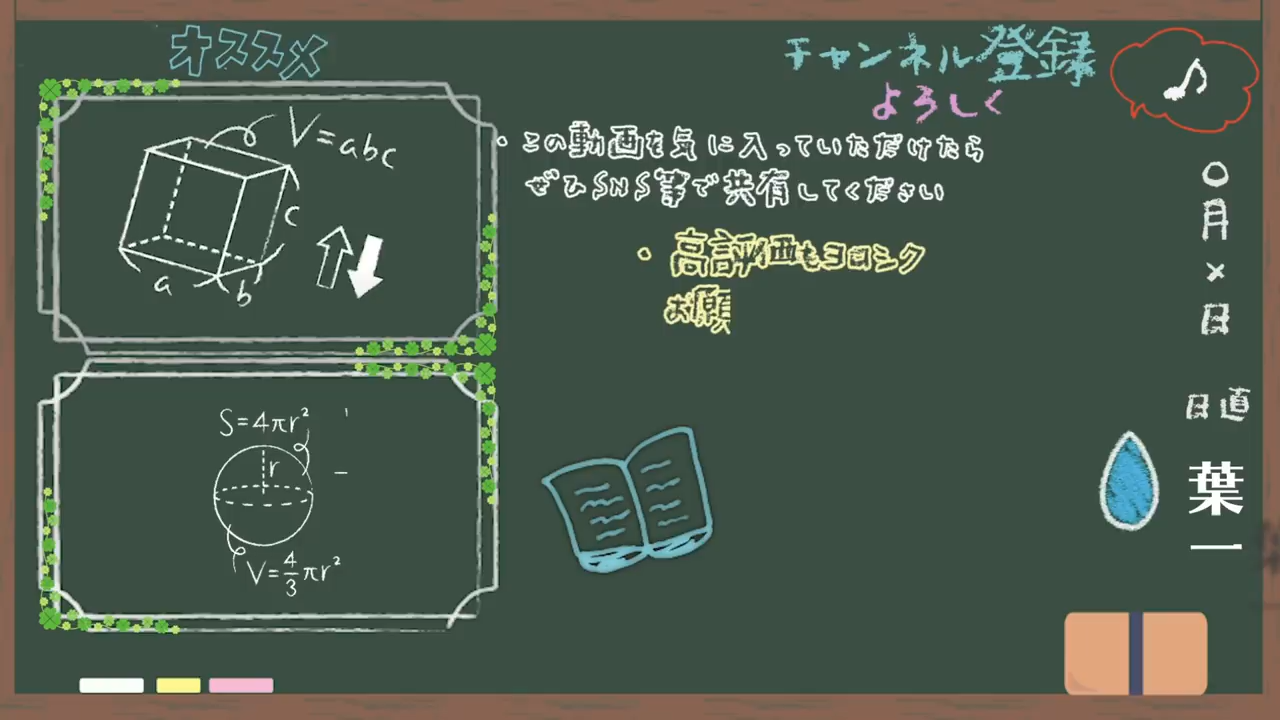 オススメ
V=abc
c
a
b
S=4πr²
r
V=4/3πr²
チャンネル登録
よろしく
・この動画を気に入っていただけたら
ぜひSNS等で共有してください
・高評価もヨロシク
お願
〇月×日
日直
葉一